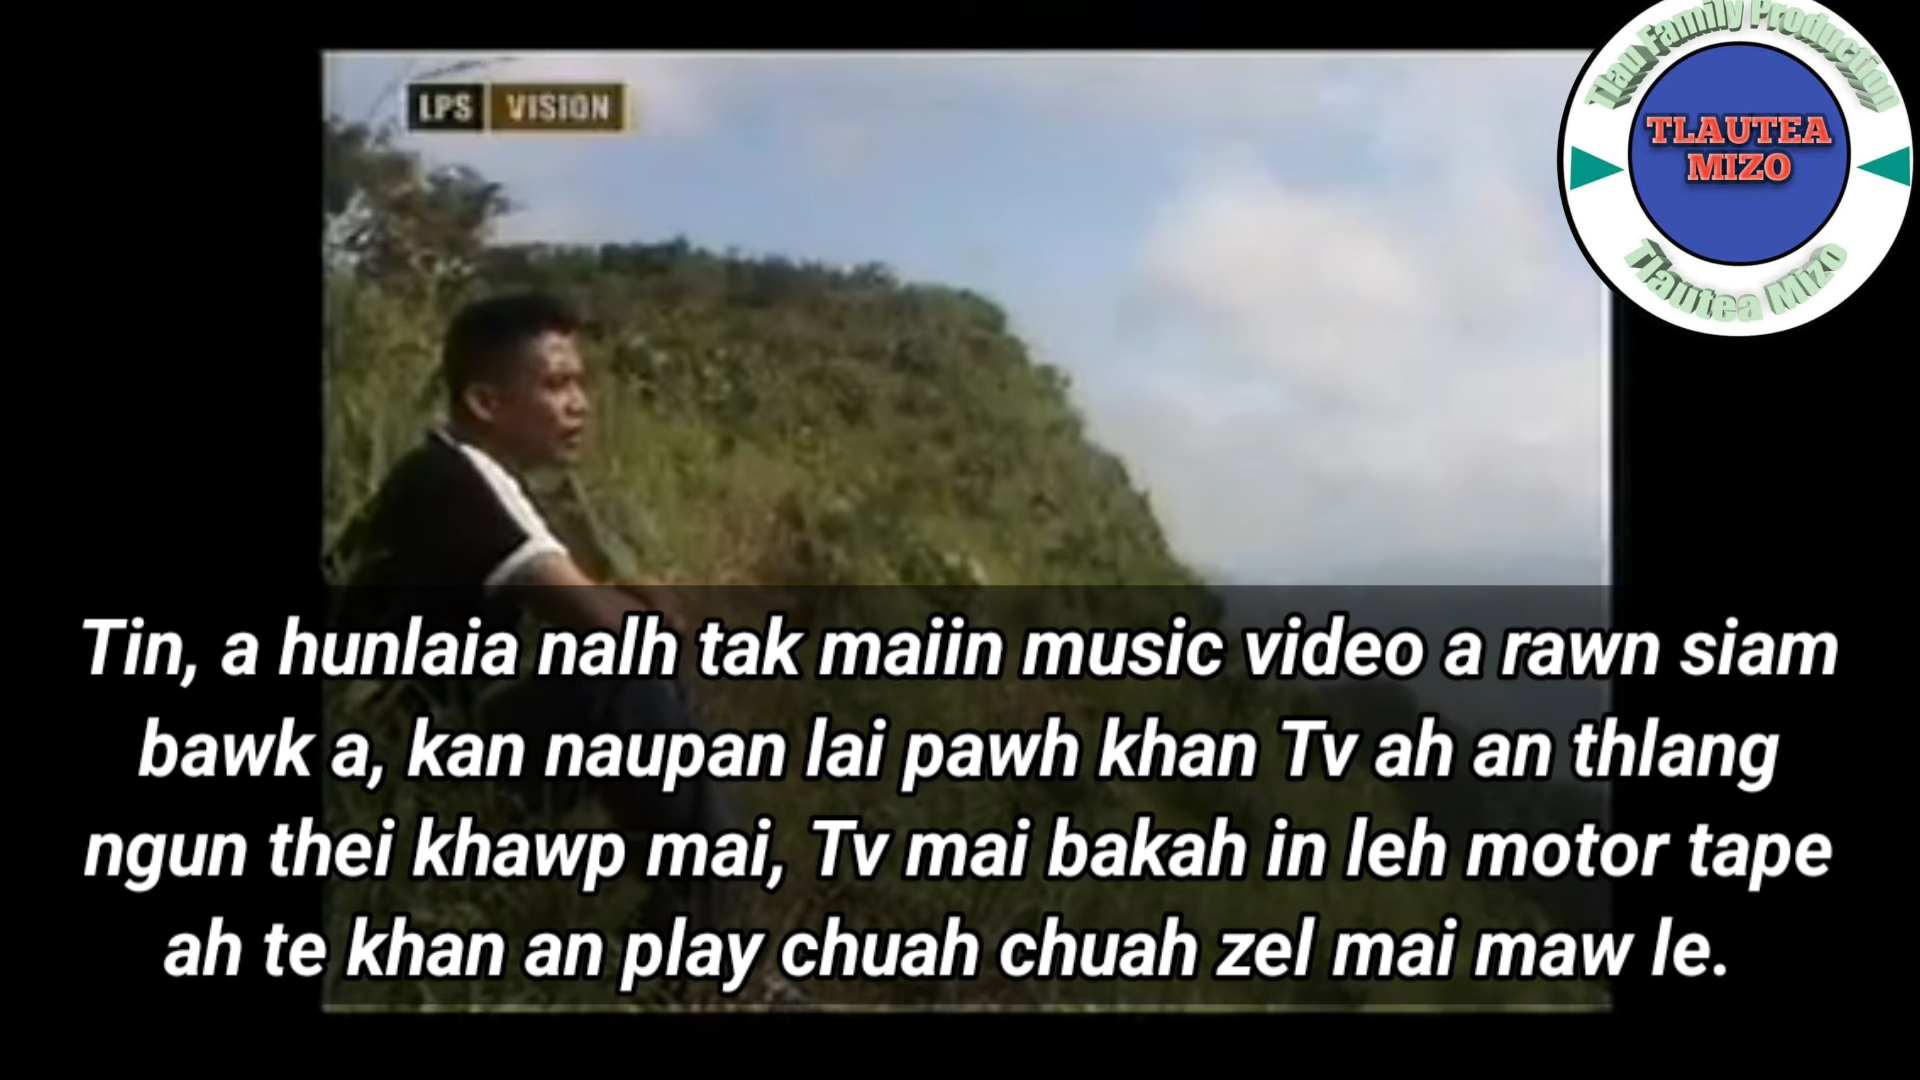 Tlau Family Production
LPS VISION
TLAUTEA
MIZO
Tlautea Mizo
Tin, a hunlaia nalh tak maiin music video a rawn siam
bawk a, kan naupan lai pawh khan Tv ah an thlang
ngun thei khawp mai, Tv mai bakah in leh motor tape
ah te khan an play chuah chuah zel mai maw le.